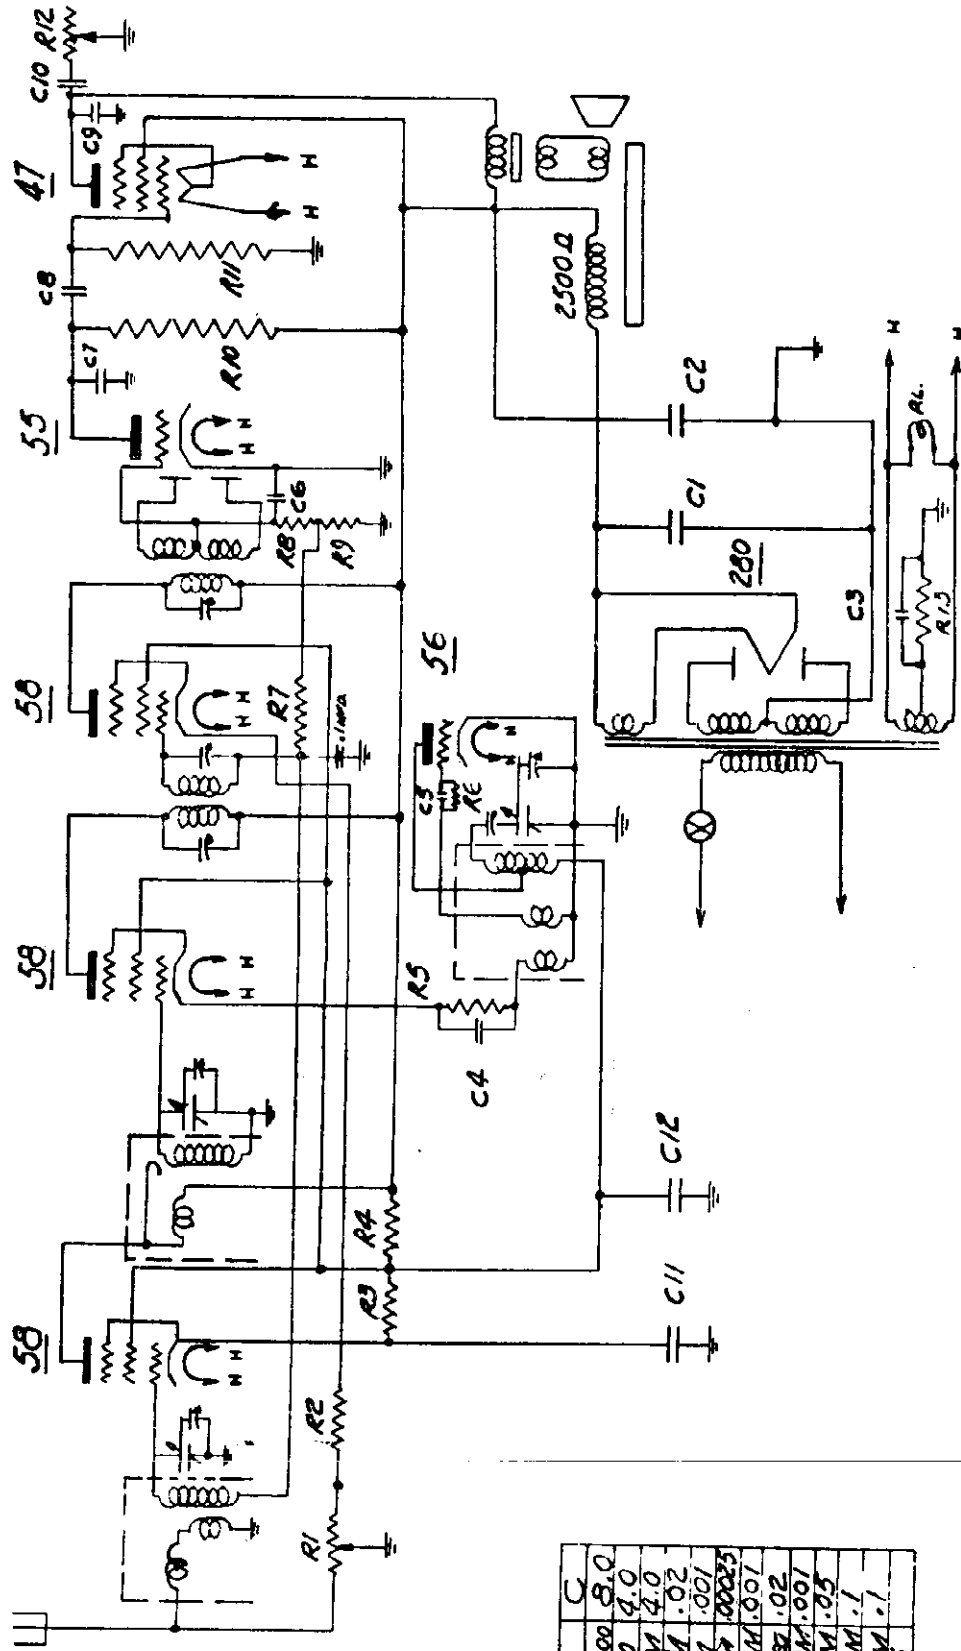 58
58
58
55
47
R12
C10
C9
C8
C7
R11
R10
C6
R8
R9
R7
56
C5
R5
C4
R4
R3
R2
R1
C11
C12
2500Ω
C2
C1
280
C3
R13
H
H
H
H
H
H
H
H
H
H
H
H
H
H
C
8.0
4.0
4.0
.02
.001
.00025
.001
.02
.001
.05
.1
.1